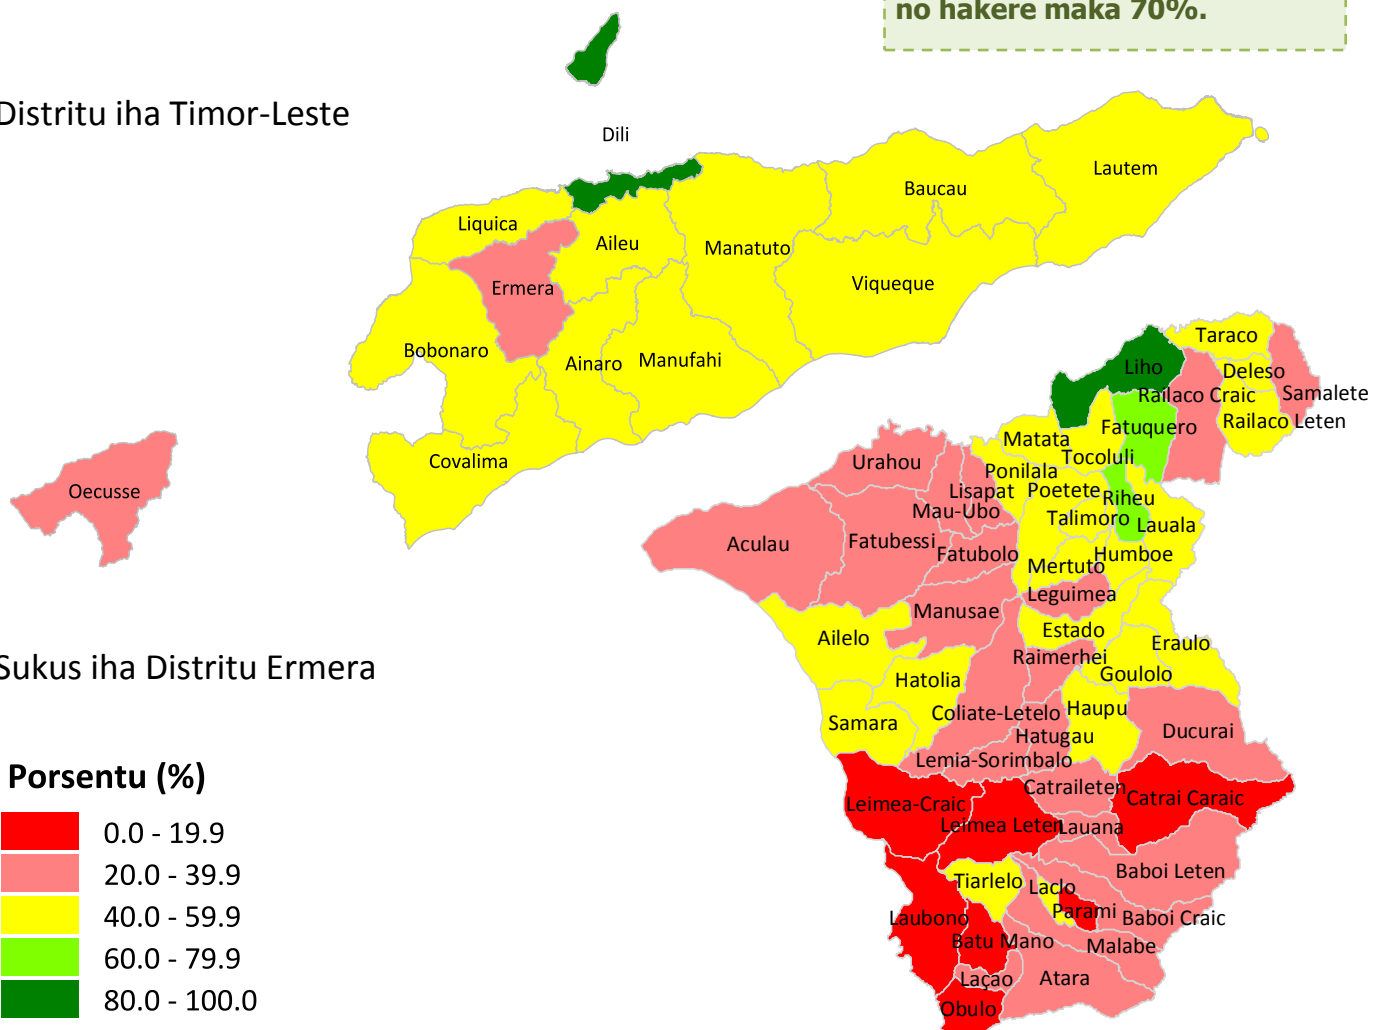 no hakere maka 70%.
Distritu iha Timor-Leste
Dili
Lautem
Baucau
Liquica
Aileu
Manatuto
Viqueque
Ermera
Bobonaro
Ainaro
Manufahi
Covalima
Oecusse
Taraco
Liho
Deleso
Railaco Craic
Samalete
Railaco Leten
Fatuquero
Matata
Tocoluli
Urahou
Ponilala
Lisapat
Poetete
Riheu
Mau-Ubo
Talimoro
Lauala
Aculau
Fatubessi
Fatubolo
Humboe
Mertuto
Leguimea
Manusae
Ailelo
Estado
Eraulo
Raimerhei
Goulolo
Sukus iha Distritu Ermera
Hatolia
Haupu
Coliate-Letelo
Samara
Hatugau
Ducurai
Lemia-Sorimbalo
Catraileten
Catrai Caraic
Leimea-Craic
Leimea Leten
Lauana
Baboi Leten
Tiarlelo
Laclo
Parami
Baboi Craic
Laubono
Batu Mano
Malabe
Laçao
Atara
Obulo
Porsentu (%)
0.0 - 19.9
20.0 - 39.9
40.0 - 59.9
60.0 - 79.9
80.0 - 100.0